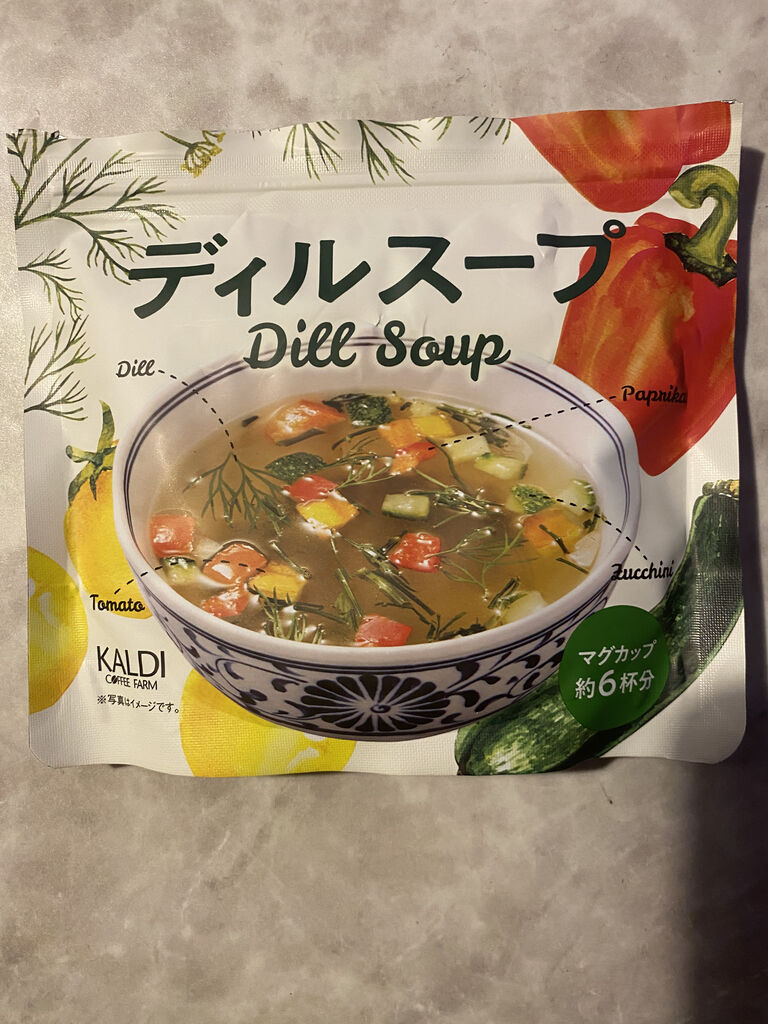 ディルスープ
Dill Soup
Dill
Paprika
Zucchini
Tomato
KALDI
COFFEE FARM
※写真はイメージです。
マグカップ
約6杯分